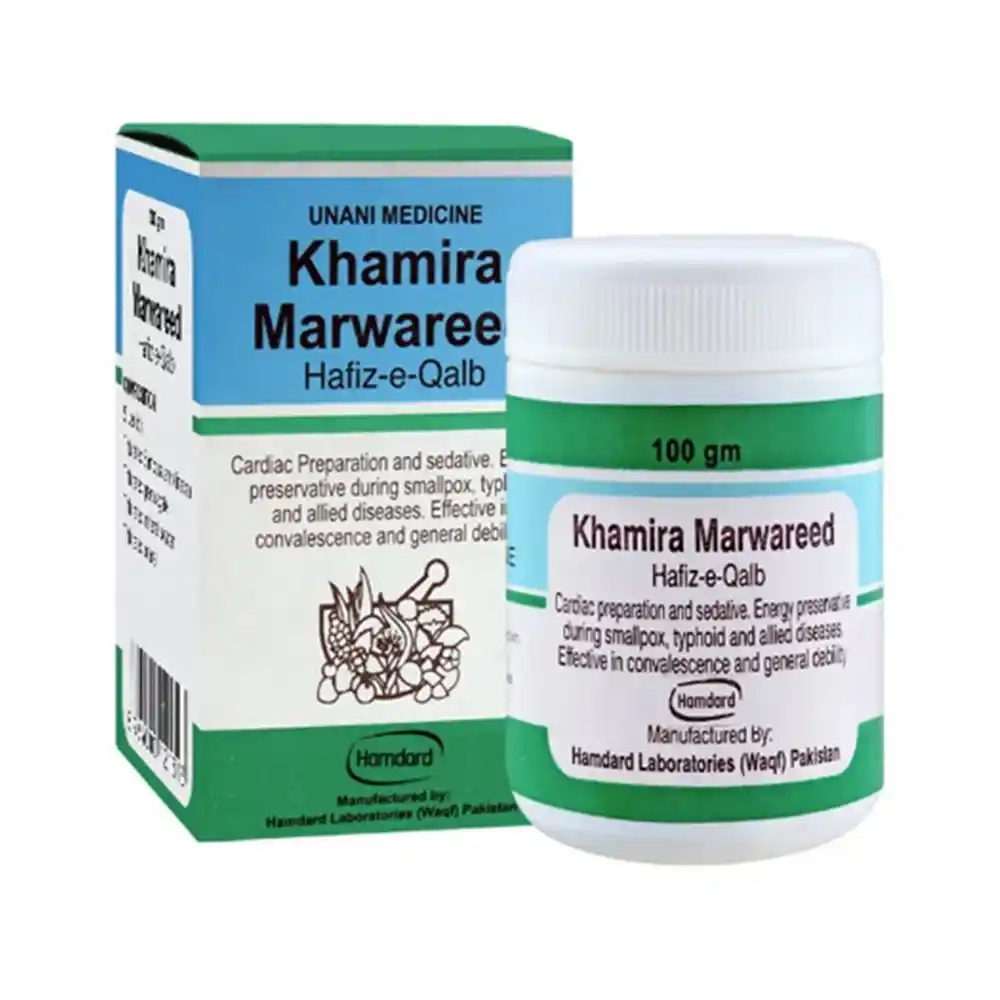 UNANI MEDICINE
Khamira
Marwaree
Hafiz-e-Qalb
Cardiac Preparation and sedative.
preservative during smallpox,
and allied diseases. Effective
convalescence and general
Hamdard
Manufactured by:
Hamdard Laboratories (Waqf) Pakistan
Khamira
Marwareed
100 gm
Khamira Marwareed
Hafiz-e-Qalb
Cardiac preparation and sedative. Energy preservative
during smallpox, typhoid and allied diseases
Effective in convalescence and general debility
Hamdard
Manufactured By:
Hamdard Laboratories (Waqf) Pakistan